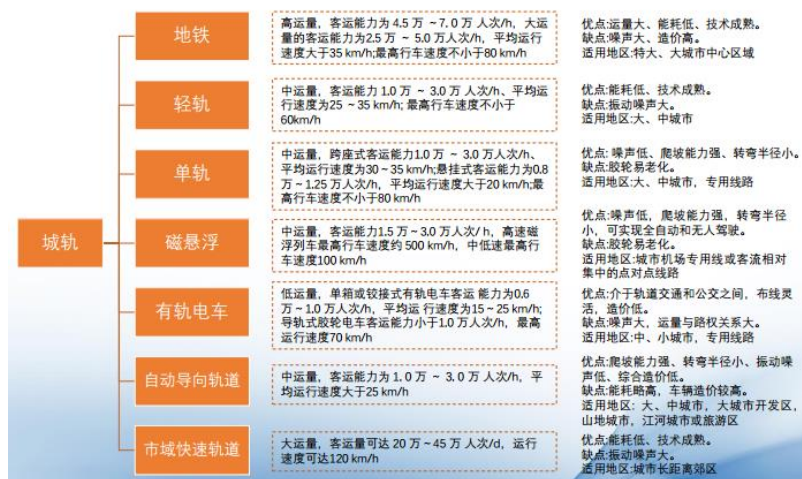 城轨
地铁
高运量，客运能力为 4.5 万 ~7.0 万 人次/h，大运
量的客运能力为2.5 万 ~ 5.0万人次/h，平均运行
速度大于35 km/h;最高行车速度不小于80 km/h
优点:运量大、能耗低、技术成熟。
缺点:噪声大、造价高。
适用地区:特大、大城市中心区域
轻轨
中运量，客运能力 1.0 万 ~ 3.0 万 人次/h、平均运
行速度为25 ~35 km/h; 最高行车速度不小于
60km/h
优点:能耗低、技术成熟。
缺点:振动噪声大。
适用地区:大、中城市
单轨
中运量，跨座式客运能力1.0 万 ~ 3.0 万人次/h、
平均运行速度为30~35 km/h;悬挂式客运能力为0.8
万~1.25 万人次/h，平均运行速度大于20 km/h;最
高行车速度不小于80 km/h
优点: 噪声低、爬坡能力强、转弯半径小。
缺点:胶轮易老化。
适用地区:大、中城市，专用线路
磁悬浮
中运量，客运能力1.5 万~3.0 万人次/ h，高速磁
浮列车最高行车速度约 500 km/h，中低速最高行
车速度100 km/h
优点:噪声低，爬坡能力强，转弯半径
小，可实现全自动和无人驾驶。
缺点:胶轮易老化。
适用地区:城市机场专用线或客流相对
集中的点对点线路
有轨电车
低运量，单箱或铰接式有轨电车客运 能力为0.6
万~1.0 万人次/h，平均运 行速度为15~25 km/h;
导轨式胶轮电车客运能力小于1.0 万人次/h，最高
运行速度70 km/h
优点:介于轨道交通和公交之间，布线灵
活，造价低。
缺点:噪声大，运量与路权关系大。
适用地区:中、小城市，专用线路
自动导向轨道
中运量，客运能力为 1. 0 万 ~ 3. 0 万 人次/h，平
均运行速度大于25 km/h
优点:爬坡能力强、转弯半径小、振动噪
声低、综合造价低。
缺点:能耗略高，车辆造价较高。
适用地区: 大、中城市，大城市开发区，
山地城市，江河城市或旅游区
市域快速轨道
大运量，客运量可达 20 万~45 万 人次/d，运行
速度可达120 km/h
优点:能耗低、技术成熟。
缺点:振动噪声大。
适用地区:城市长距离郊区